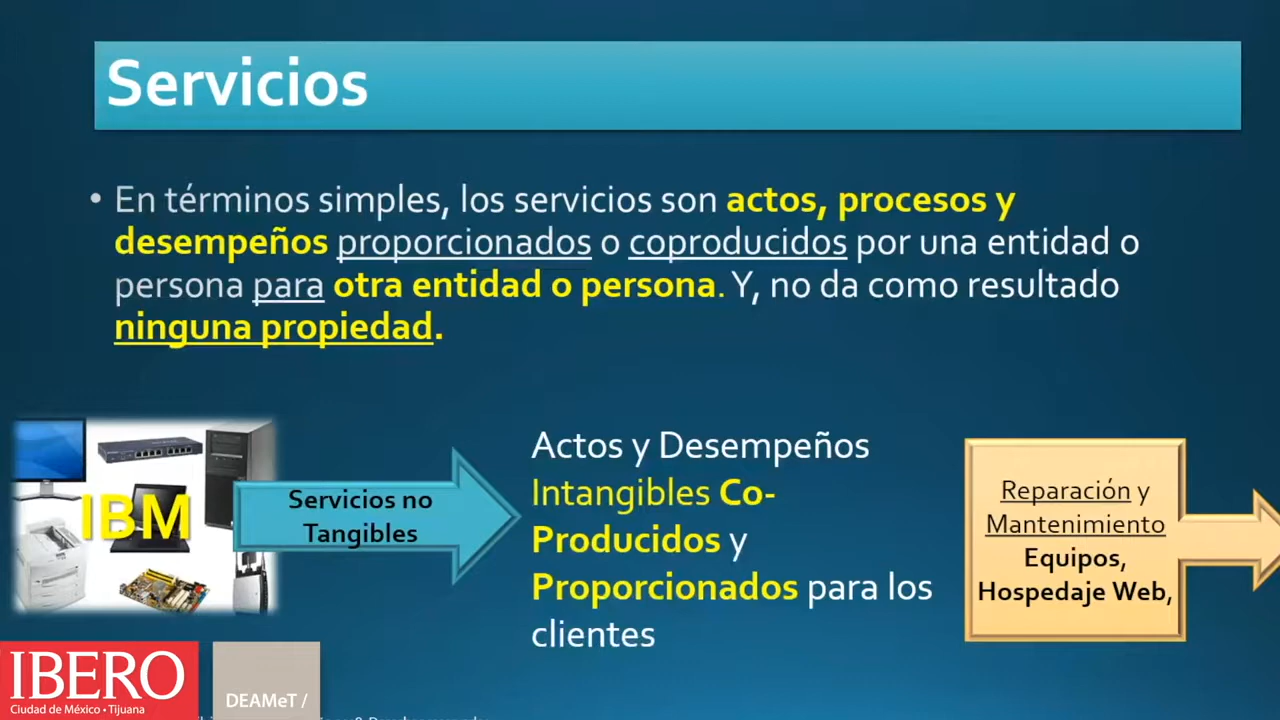 Servicios
• En términos simples, los servicios son actos, procesos y
desempeños proporcionados o coproducidos por una entidad o
persona para otra entidad o persona. Y, no da como resultado
ninguna propiedad.
IBM
Servicios no
Tangibles
Actos y Desempeños
Intangibles Co-
Producidos y
Proporcionados para los
clientes
Reparación y
Mantenimiento
Equipos,
Hospedaje Web,
IBERO
Ciudad de México • Tijuana
DEAMeT /